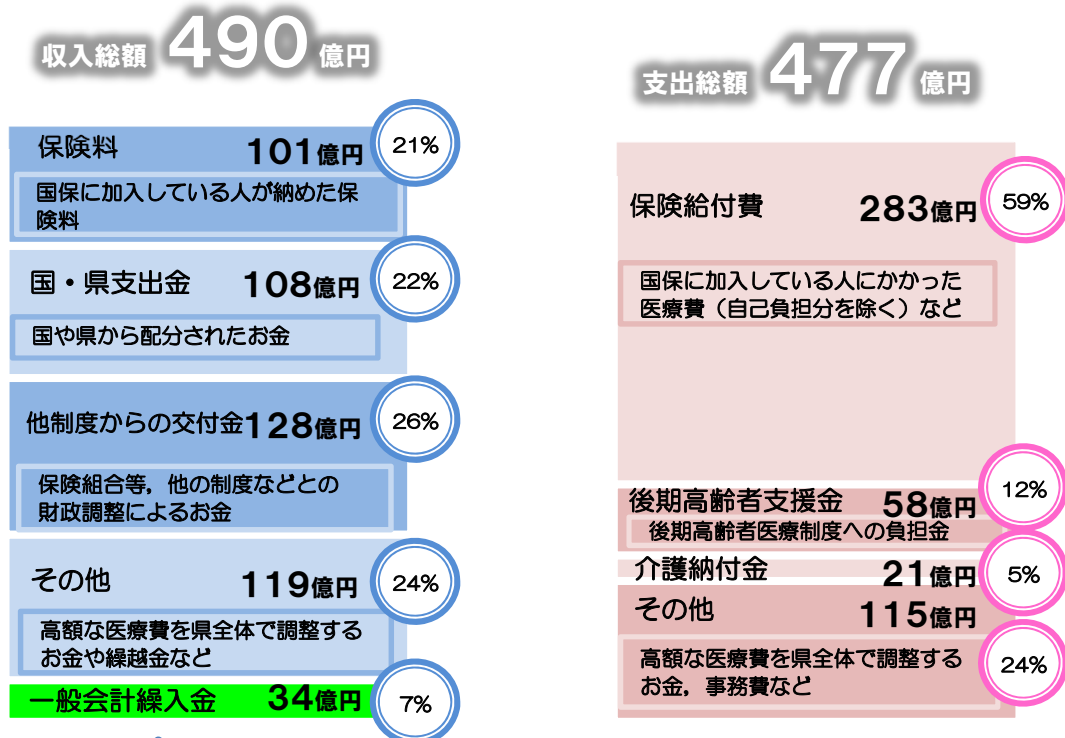 収入総額 490億円
保険料 101億円 21%
国保に加入している人が納めた保
険料
国・県支出金 108億円 22%
国や県から配分されたお金
他制度からの交付金128億円 26%
保険組合等，他の制度などとの
財政調整によるお金
その他 119億円 24%
高額な医療費を県全体で調整する
お金や繰越金など
一般会計繰入金 34億円 7%
支出総額 477億円
保険給付費 283億円 59%
国保に加入している人にかかった
医療費（自己負担分を除く）など
後期高齢者支援金 58億円 12%
後期高齢者医療制度への負担金
介護納付金 21億円 5%
その他 115億円 24%
高額な医療費を県全体で調整する
お金，事務費など